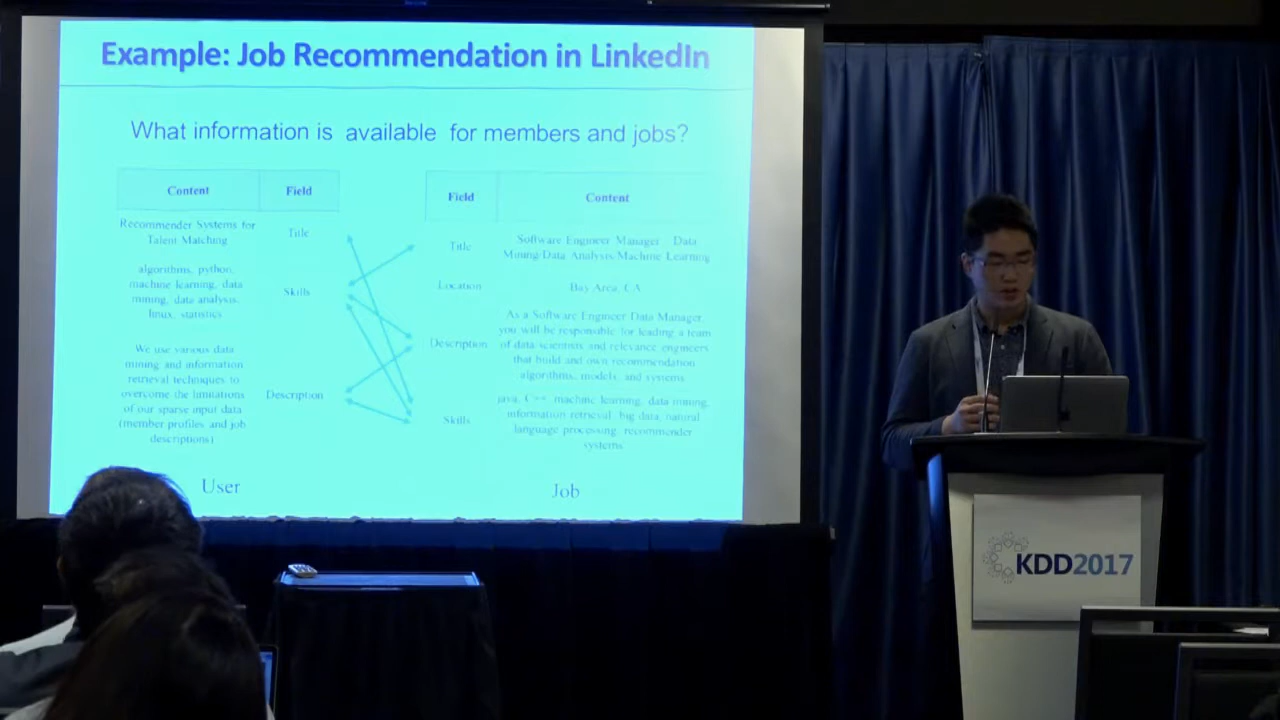 Example: Job Recommendation in LinkedIn
What information is available for members and jobs?
Content Field
Recommender Systems for
Talent Matching
Title
algorithms, python,
machine learning, data
mining, data analysis,
linux, statistics
Skills
We use various data
mining and information
retrieval techniques to
overcome the limitations
of our sparse input data
(member profiles and job
descriptions)
Description
User
Field Content
Title
Software Engineer Manager Data
Mining/Data Analysis/Machine Learning
Location
Bay Area, CA
Description
As a Software Engineer Data Manager,
you will be responsible for leading a team
of data scientists and relevance engineers
that build and own recommendation
algorithms, models, and systems
Skills
java, C++ machine learning, data mining,
information retrieval, big data, natural
language processing, recommender
systems
Job
KDD2017